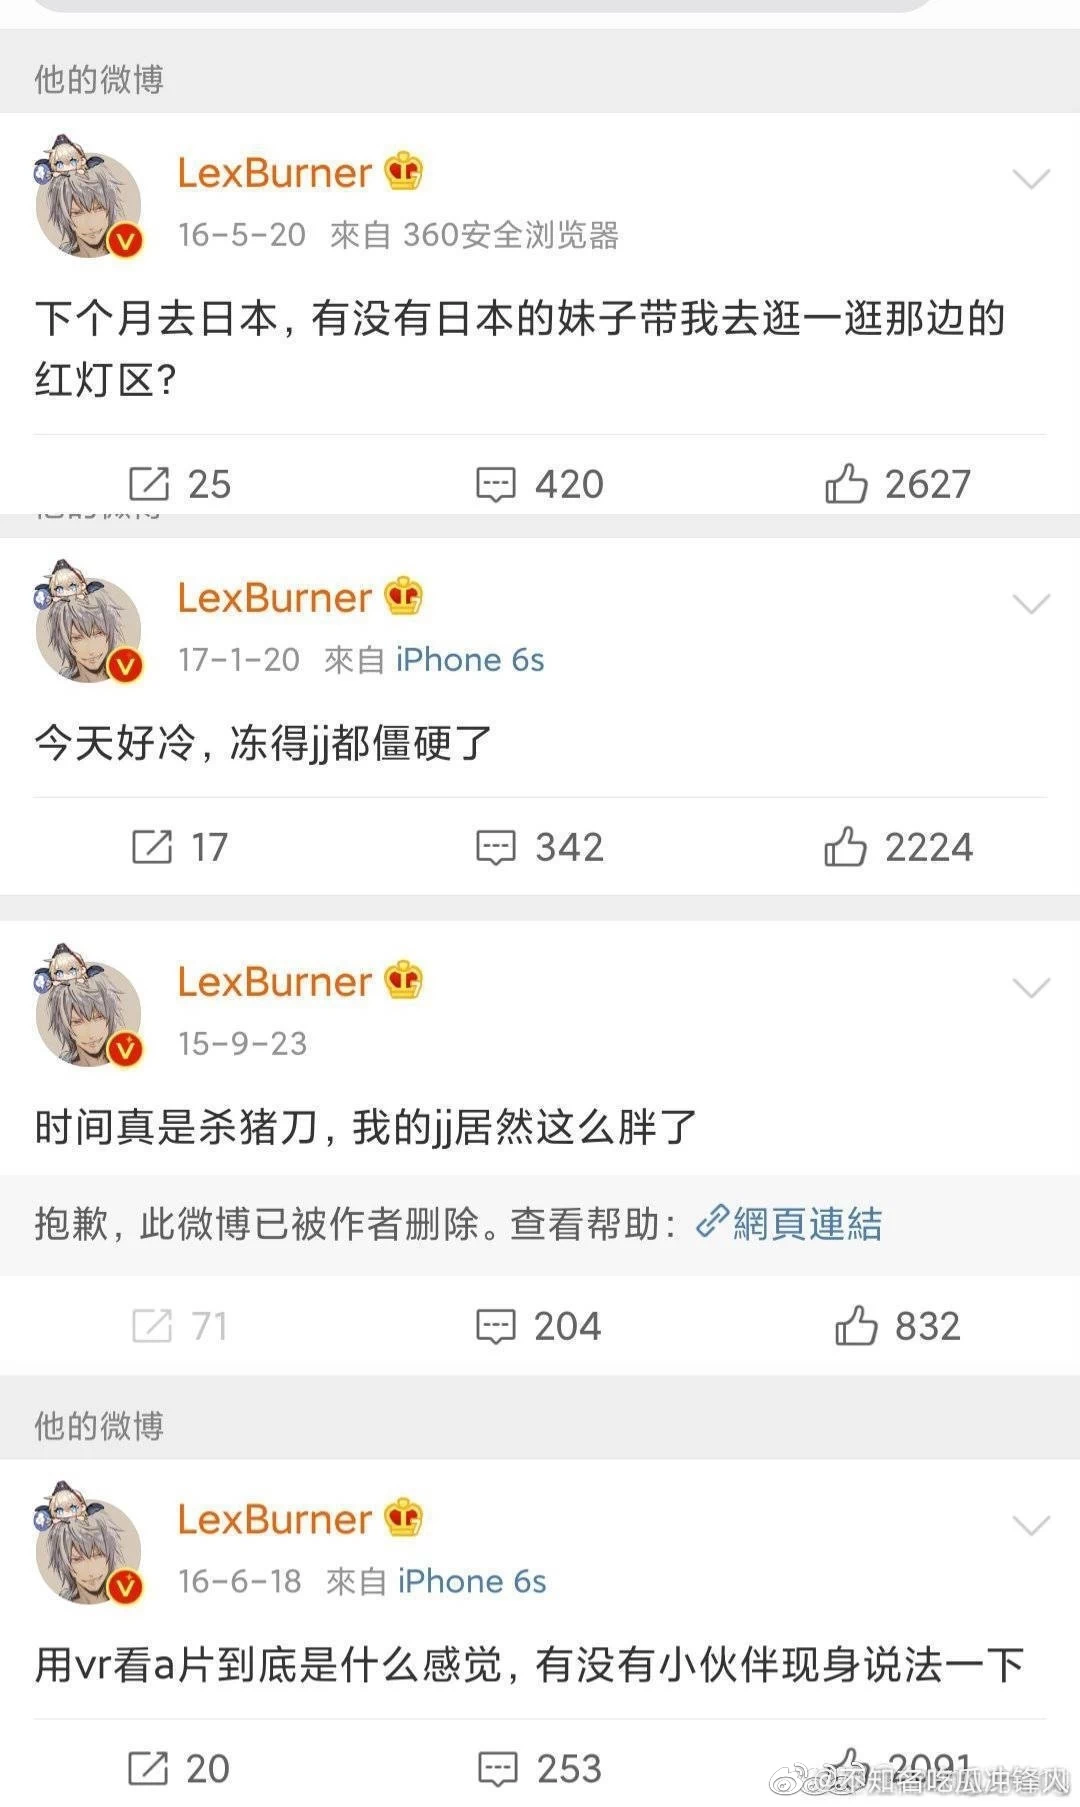 他的微博
LexBurner
16-5-20 來自 360安全浏览器
下个月去日本,有没有日本的妹子带我去逛一逛那边的
红灯区?
25 420 2627
他的微博
LexBurner
17-1-20 來自 iPhone 6s
今天好冷,冻得jj都僵硬了
17 342 2224
LexBurner
15-9-23
时间真是杀猪刀,我的jj居然这么胖了
抱歉,此微博已被作者删除。查看帮助: 網頁連結
71 204 832
他的微博
LexBurner
16-6-18 來自 iPhone 6s
用vr看a片到底是什么感觉,有没有小伙伴现身说法一下
20 253 2091
@不知者吃瓜冲锋人